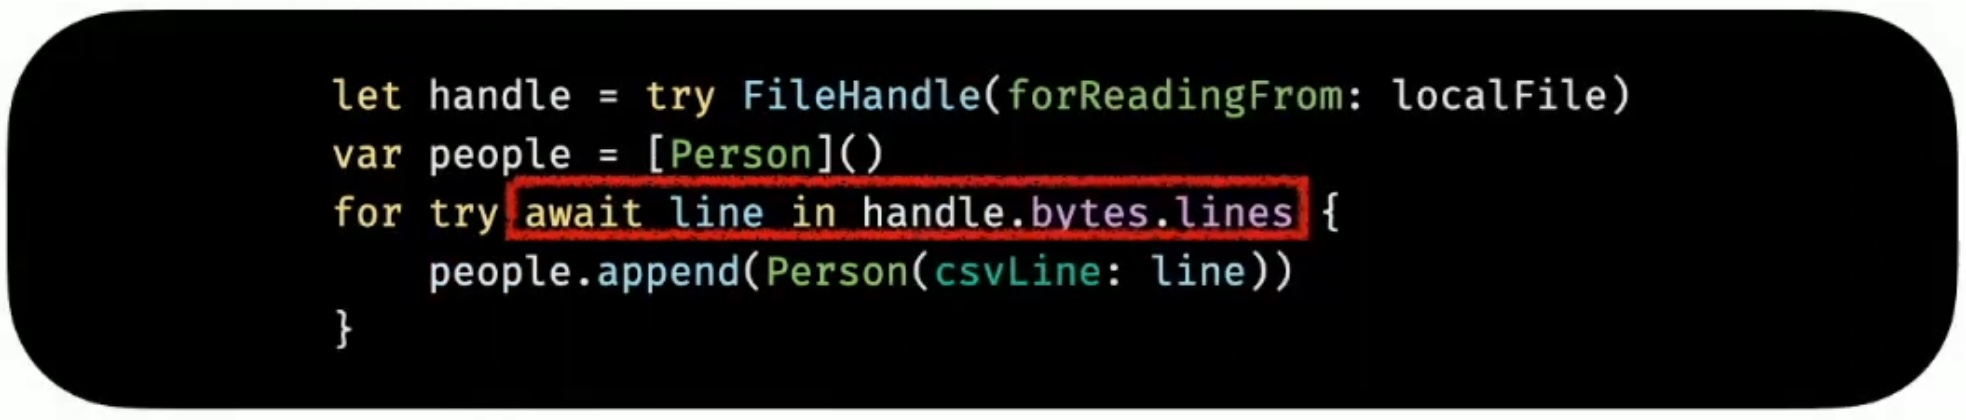 let handle = try FileHandle(forReadingFrom: localFile)
var people = [Person]()
for try await line in handle.bytes.lines {
    people.append(Person(csvLine: line))
}